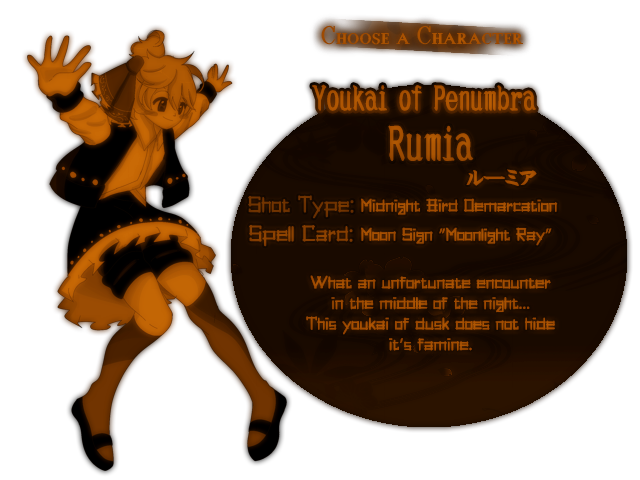 Choose a Character
Youkai of Penumbra
Rumia
ルーミア
Shot Type: Midnight Bird Demarcation
Spell Card: Moon Sign "Moonlight Ray"
What an unfortunate encounter
in the middle of the night...
This youkai of dusk does not hide
it's famine.